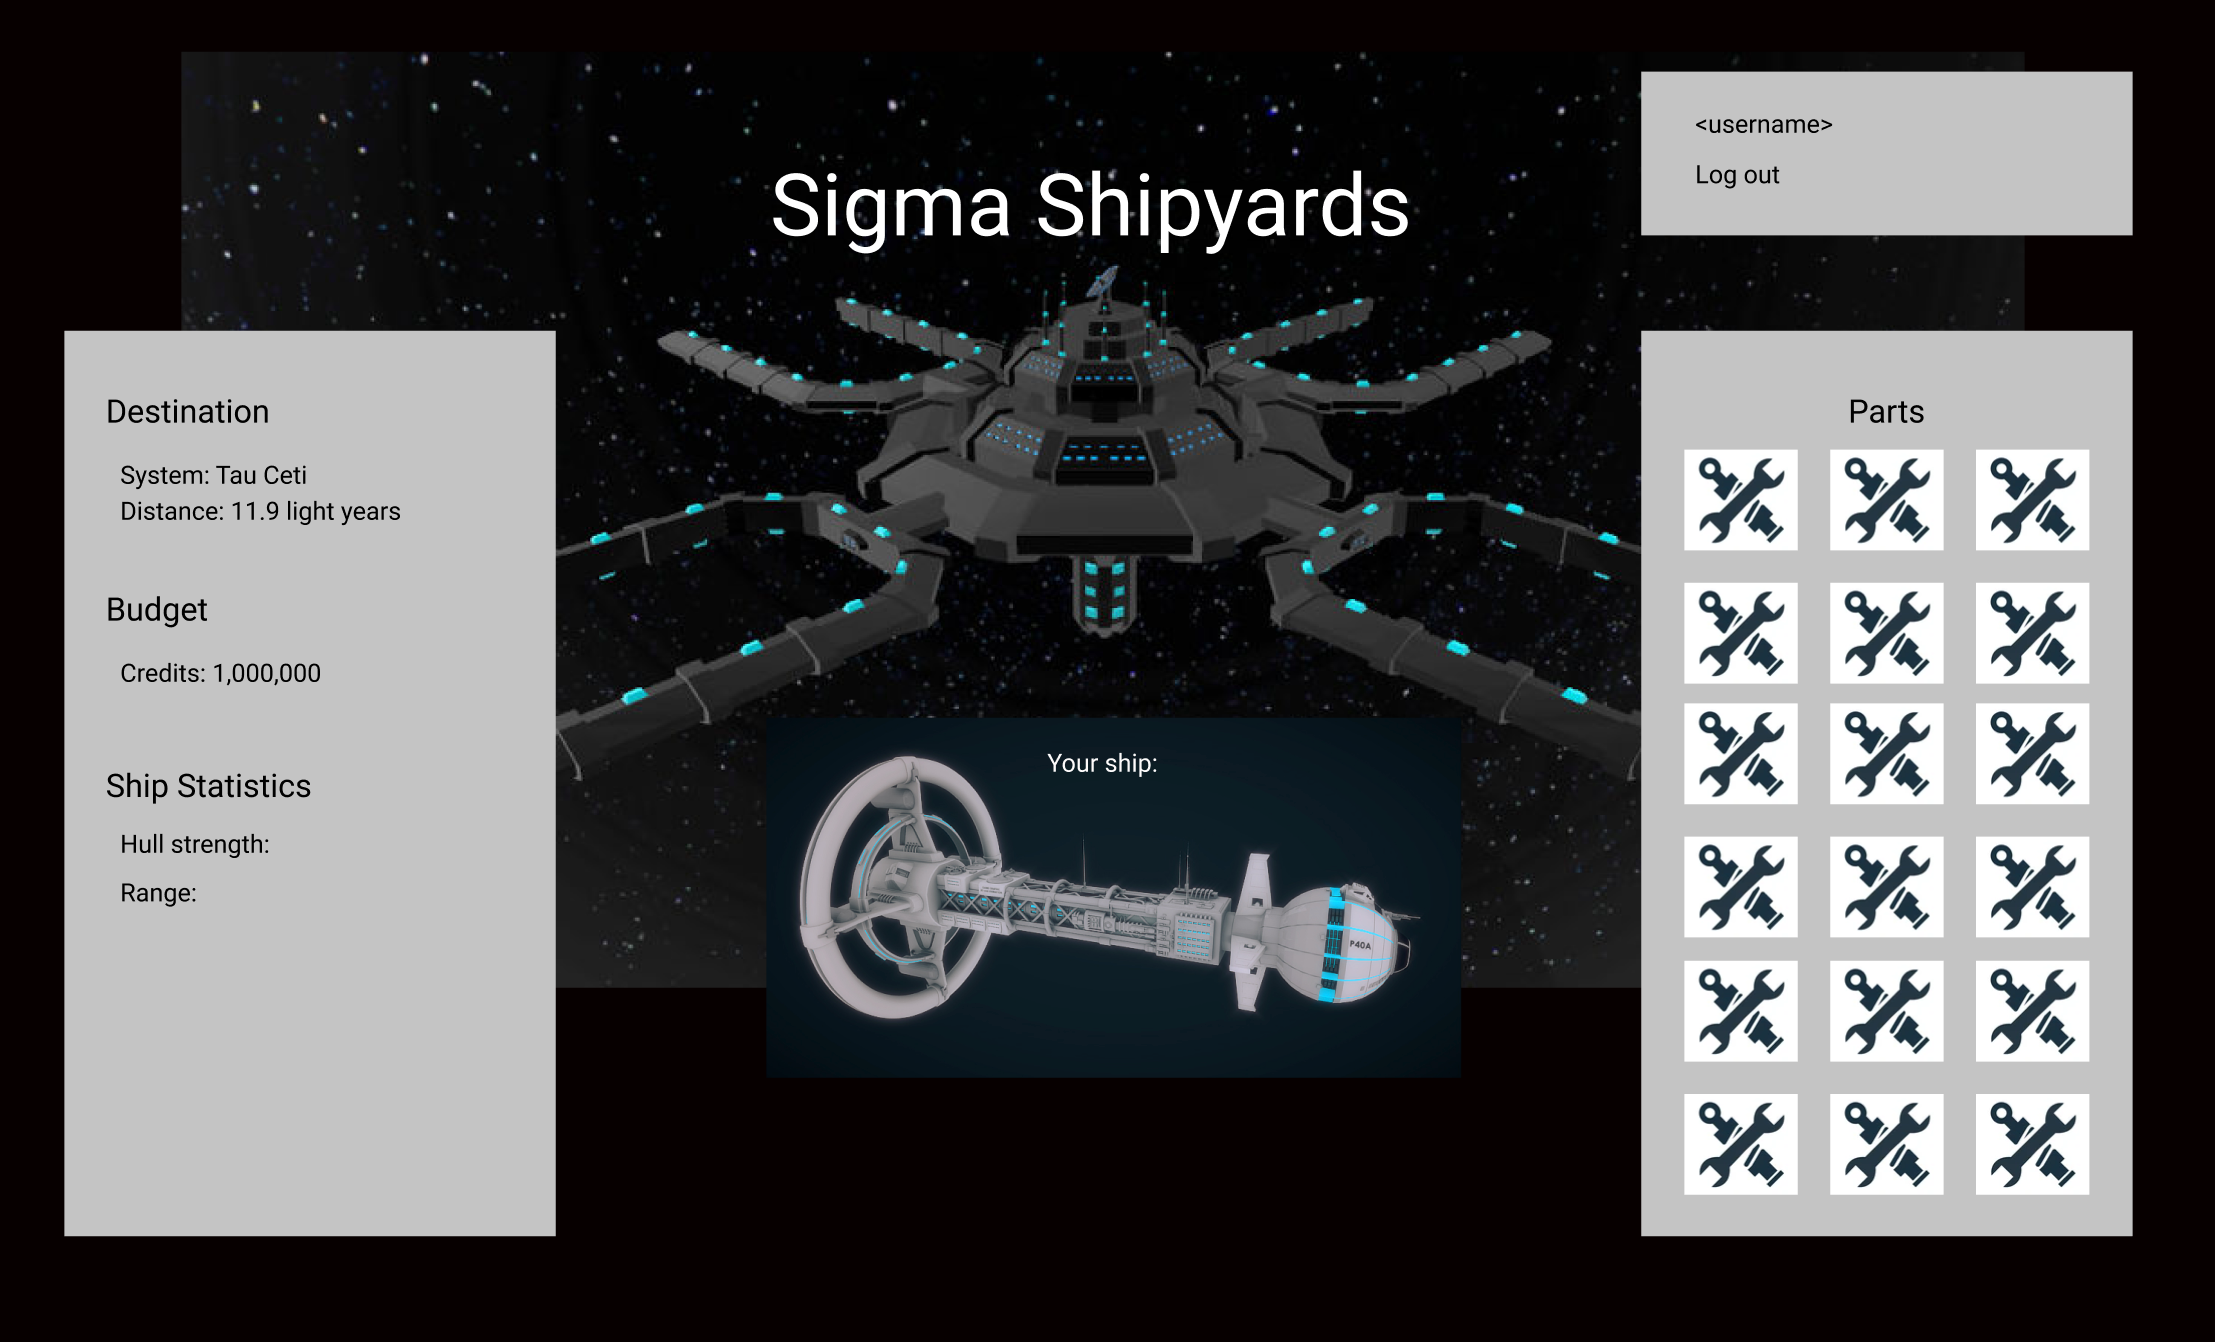 Sigma Shipyards
<username>
Log out
Destination
System: Tau Ceti
Distance: 11.9 light years
Budget
Credits: 1,000,000
Ship Statistics
Hull strength:
Range:
Your ship:
P40A
Parts